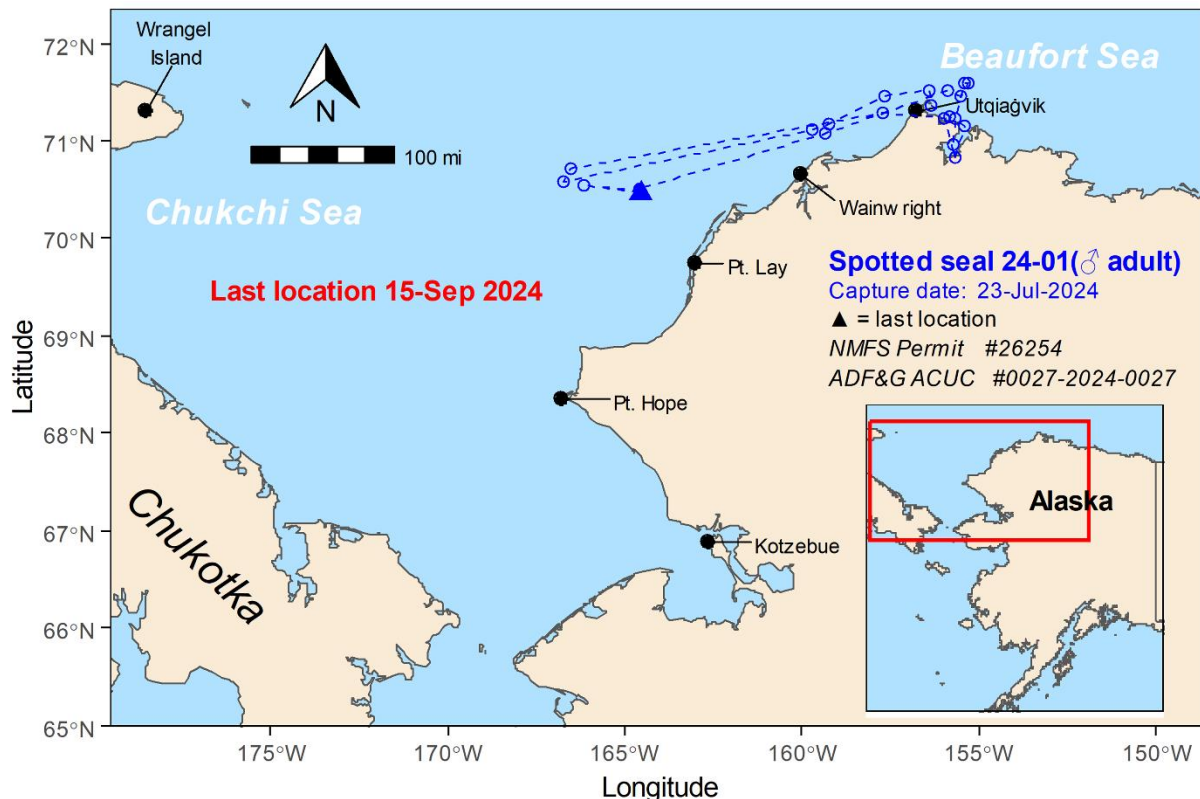 Wrangel
Island
N
100 mi
Beaufort Sea
Utqiaġvik
Chukchi Sea
Wainw right
Pt. Lay
Last location 15-Sep 2024
Spotted seal 24-01(♂ adult)
Capture date: 23-Jul-2024
▲ = last location
NMFS Permit #26254
ADF&G ACUC #0027-2024-0027
Pt. Hope
Alaska
Chukotka
Kotzebue
Latitude
72°N
71°N
70°N
69°N
68°N
67°N
66°N
65°N
175°W
170°W
165°W
160°W
155°W
150°W
Longitude